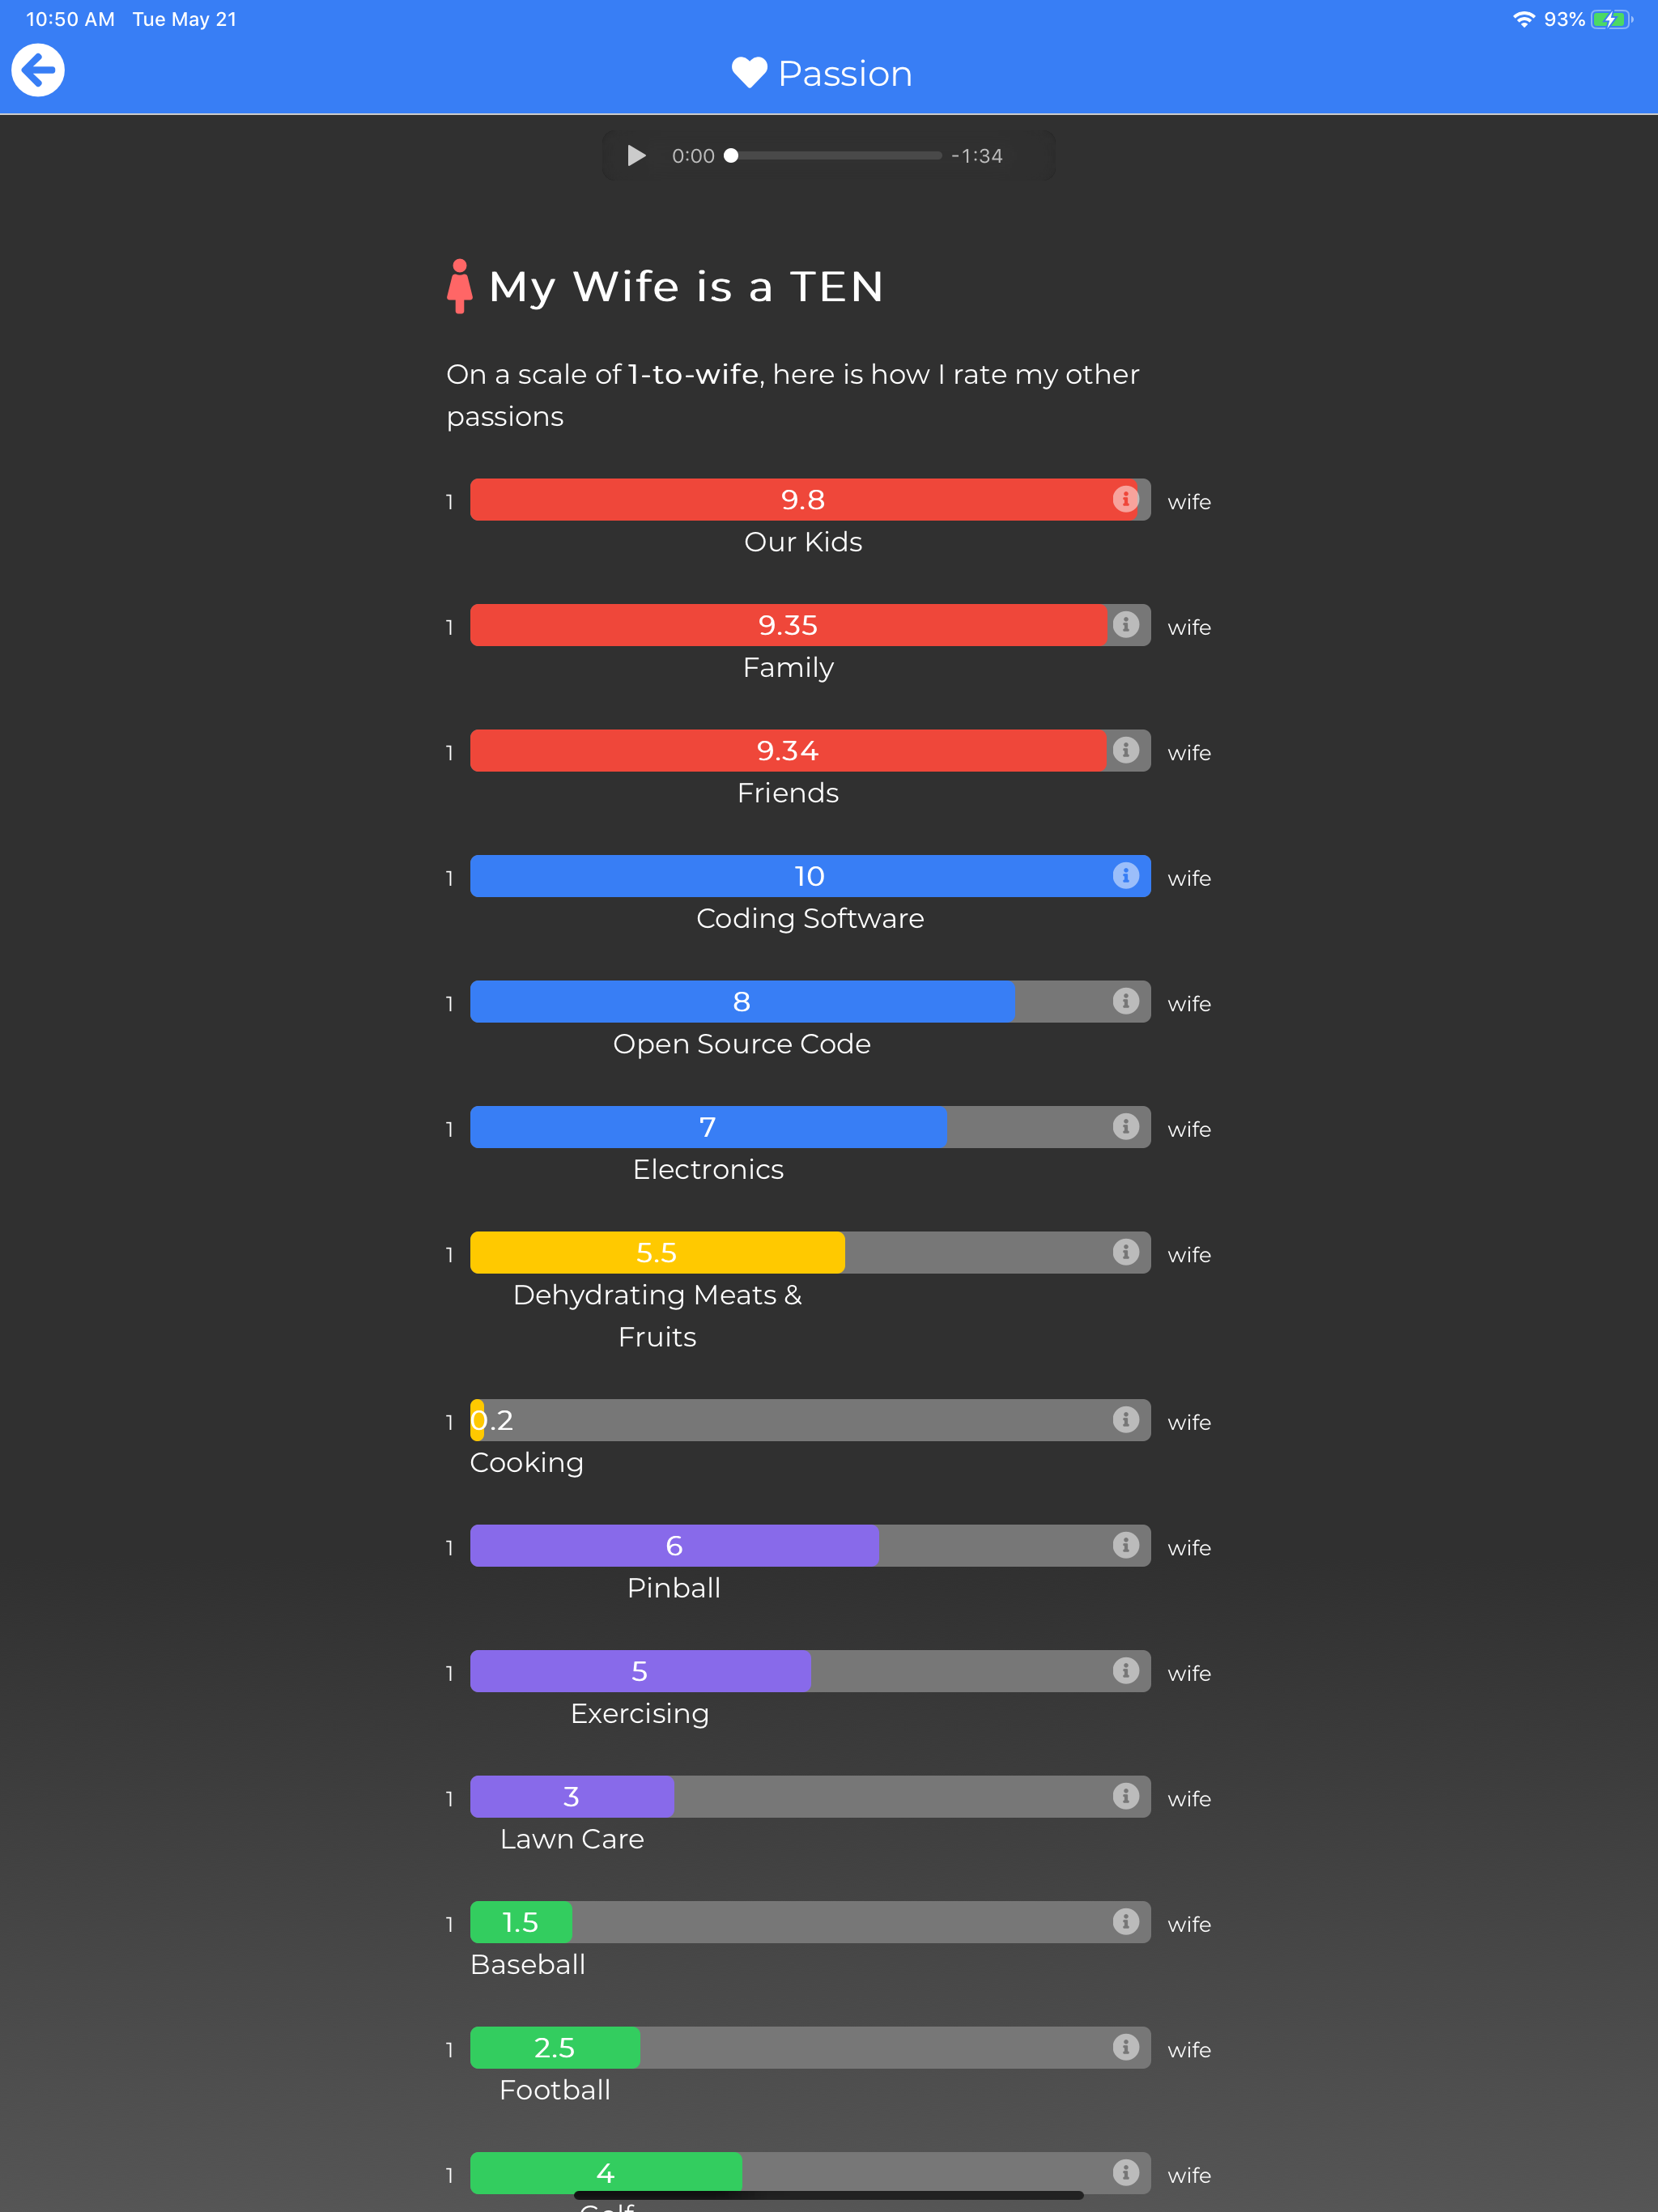 10:50 AM Tue May 21
93%
Passion
0:00 -1:34
My Wife is a TEN
On a scale of 1-to-wife, here is how I rate my other
passions
1 9.8 wife
Our Kids
1 9.35 wife
Family
1 9.34 wife
Friends
1 10 wife
Coding Software
1 8 wife
Open Source Code
1 7 wife
Electronics
1 5.5 wife
Dehydrating Meats &
Fruits
1 0.2 wife
Cooking
1 6 wife
Pinball
1 5 wife
Exercising
1 3 wife
Lawn Care
1 1.5 wife
Baseball
1 2.5 wife
Football
1 4 wife
Golf